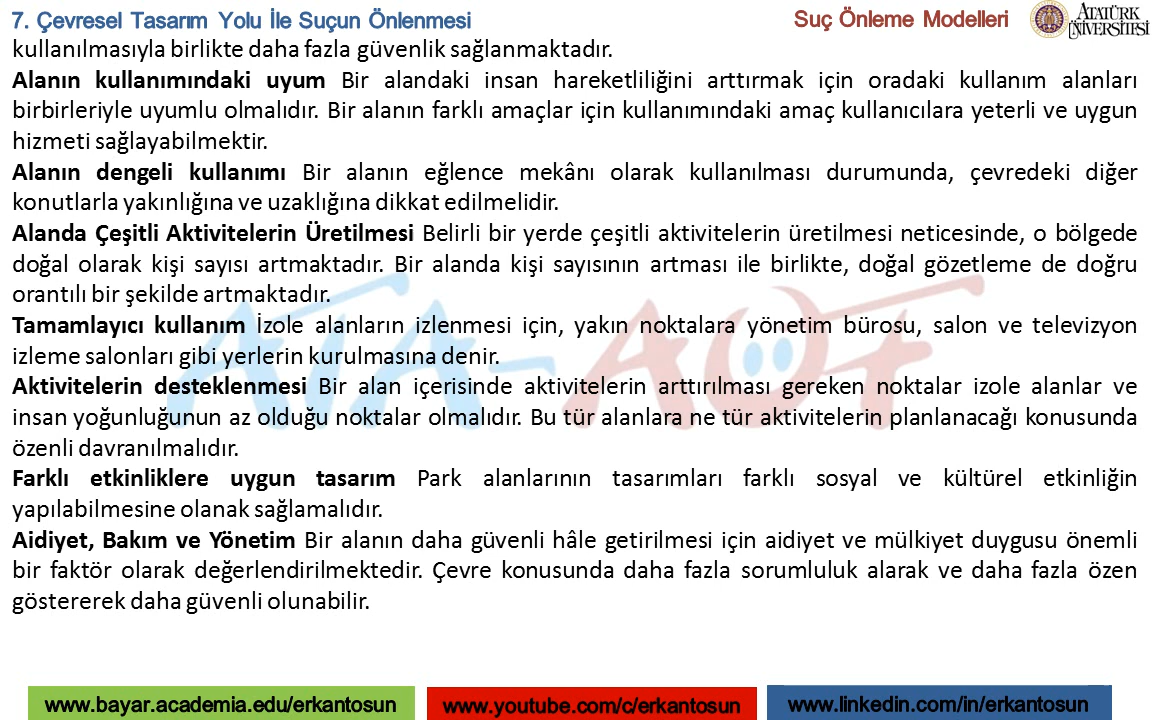 7. Çevresel Tasarım Yolu İle Suçun Önlenmesi
Suç Önleme Modelleri
ATATÜRK
ÜNİVERSİTESİ
kullanılmasıyla birlikte daha fazla güvenlik sağlanmaktadır.
Alanın kullanımındaki uyum Bir alandaki insan hareketliliğini arttırmak için oradaki kullanım alanları
birbirleriyle uyumlu olmalıdır. Bir alanın farklı amaçlar için kullanımındaki amaç kullanıcılara yeterli ve uygun
hizmeti sağlayabilmektir.
Alanın dengeli kullanımı Bir alanın eğlence mekânı olarak kullanılması durumunda, çevredeki diğer
konutlarla yakınlığına ve uzaklığına dikkat edilmelidir.
Alanda Çeşitli Aktivitelerin Üretilmesi Belirli bir yerde çeşitli aktivitelerin üretilmesi neticesinde, o bölgede
doğal olarak kişi sayısı artmaktadır. Bir alanda kişi sayısının artması ile birlikte, doğal gözetleme de doğru
orantılı bir şekilde artmaktadır.
Tamamlayıcı kullanım İzole alanların izlenmesi için, yakın noktalara yönetim bürosu, salon ve televizyon
izleme salonları gibi yerlerin kurulmasına denir.
Aktivitelerin desteklenmesi Bir alan içerisinde aktivitelerin arttırılması gereken noktalar izole alanlar ve
insan yoğunluğunun az olduğu noktalar olmalıdır. Bu tür alanlara ne tür aktivitelerin planlanacağı konusunda
özenli davranılmalıdır.
Farklı etkinliklere uygun tasarım Park alanlarının tasarımları farklı sosyal ve kültürel etkinliğin
yapılabilmesine olanak sağlamalıdır.
Aidiyet, Bakım ve Yönetim Bir alanın daha güvenli hâle getirilmesi için aidiyet ve mülkiyet duygusu önemli
bir faktör olarak değerlendirilmektedir. Çevre konusunda daha fazla sorumluluk alarak ve daha fazla özen
göstererek daha güvenli olunabilir.
ATA-AÖF
www.bayar.academia.edu/erkantosun
www.youtube.com/c/erkantosun
www.linkedin.com/in/erkantosun